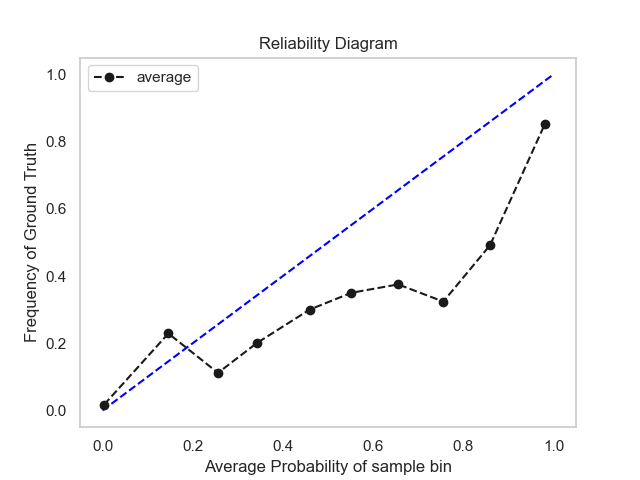 Reliability Diagram
average
1.0
0.8
0.6
0.4
0.2
0.0
Frequency of Ground Truth
0.0 0.2 0.4 0.6 0.8 1.0
Average Probability of sample bin